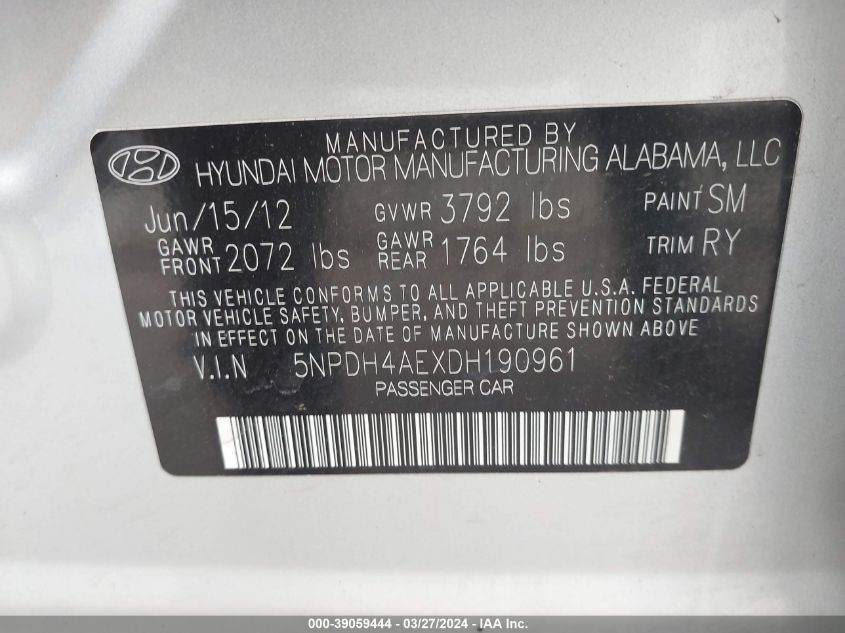 MANUFACTURED BY
HYUNDAI MOTOR MANUFACTURING ALABAMA, LLC
Jun/15/12 GVWR 3792 lbs PAINT SM
GAWR FRONT 2072 lbs GAWR REAR 1764 lbs TRIM RY
THIS VEHICLE CONFORMS TO ALL APPLICABLE U.S.A. FEDERAL
MOTOR VEHICLE SAFETY, BUMPER, AND THEFT PREVENTION STANDARDS
IN EFFECT ON THE DATE OF MANUFACTURE SHOWN ABOVE
V.I.N 5NPDH4AEXDH190961
PASSENGER CAR
000-39059444 - 03/27/2024 - IAA Inc.